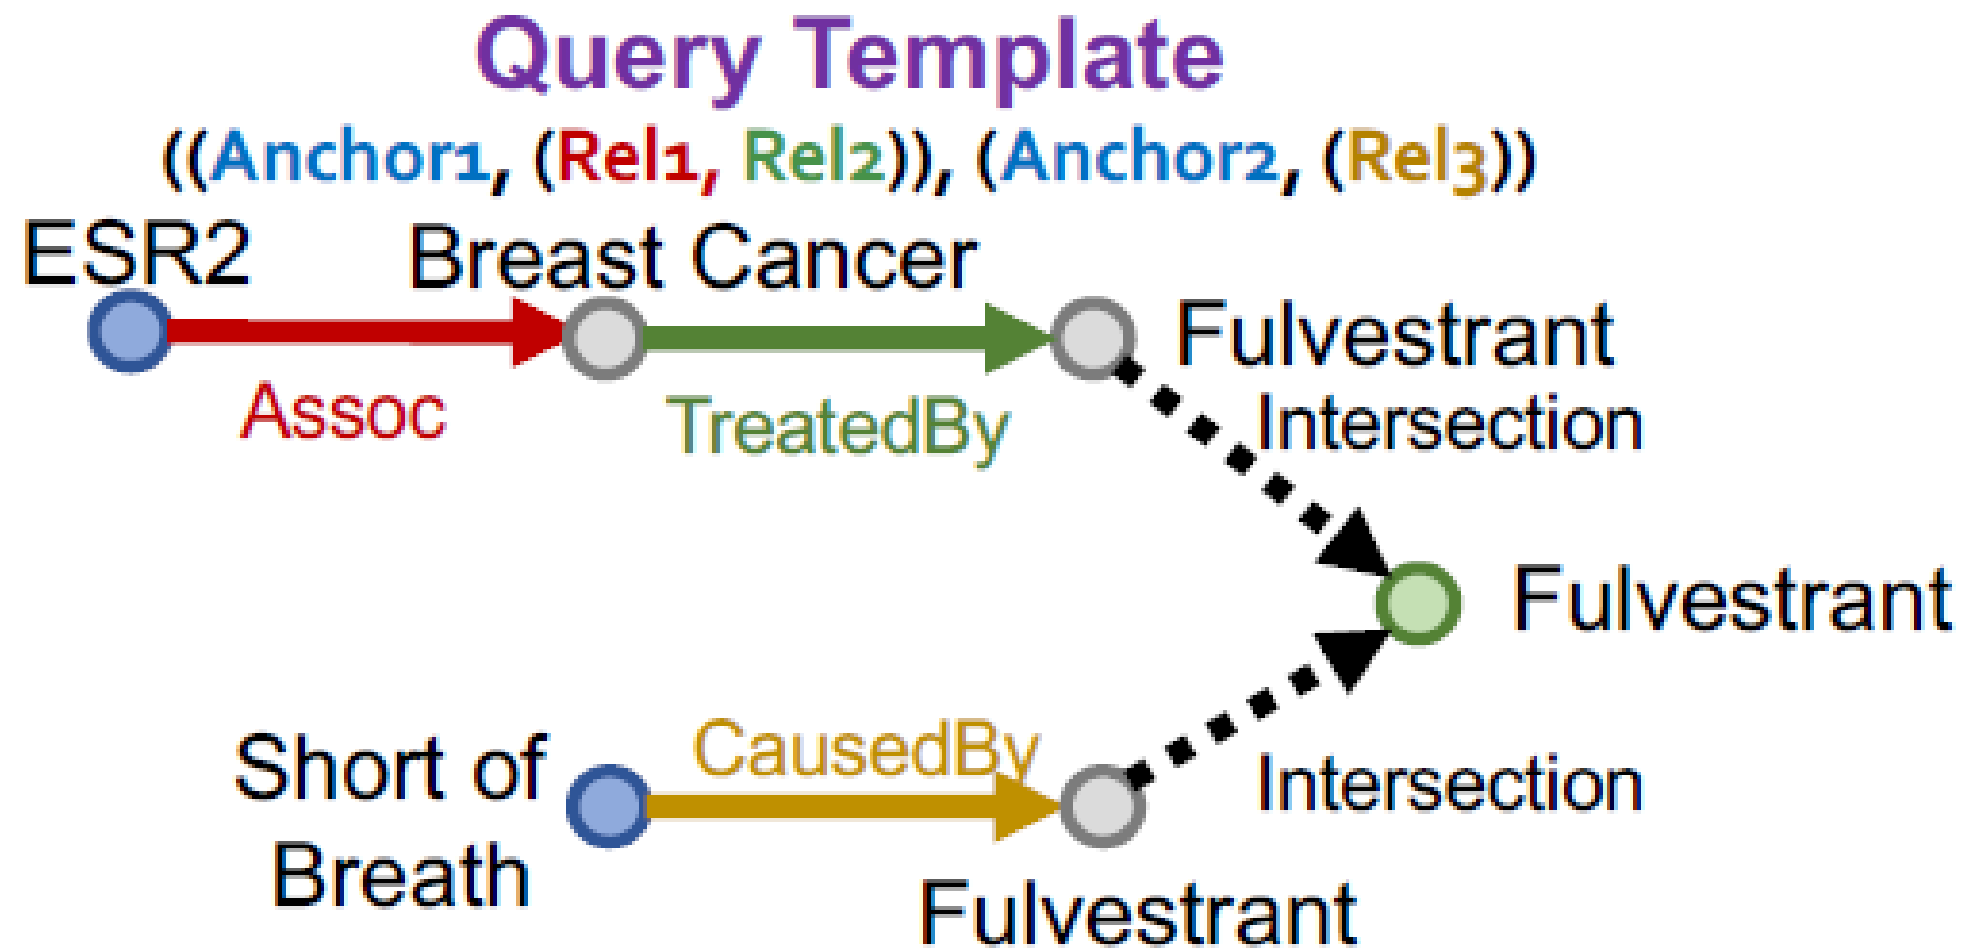 Query Template
((Anchor1, (Rel1, Rel2)), (Anchor2, (Rel3))
ESR2
Breast Cancer
Assoc
TreatedBy
Fulvestrant
Intersection
Fulvestrant
Short of
Breath
CausedBy
Intersection
Fulvestrant